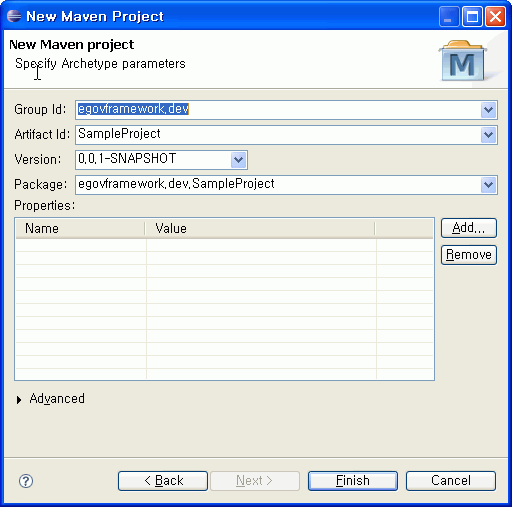 New Maven Project
New Maven project
Specify Archetype parameters
M
Group Id: egovframework.dev
Artifact Id: SampleProject
Version: 0.0.1-SNAPSHOT
Package: egovframework.dev.SampleProject
Properties:
Name Value
Add...
Remove
Advanced
? < Back Next > Finish Cancel